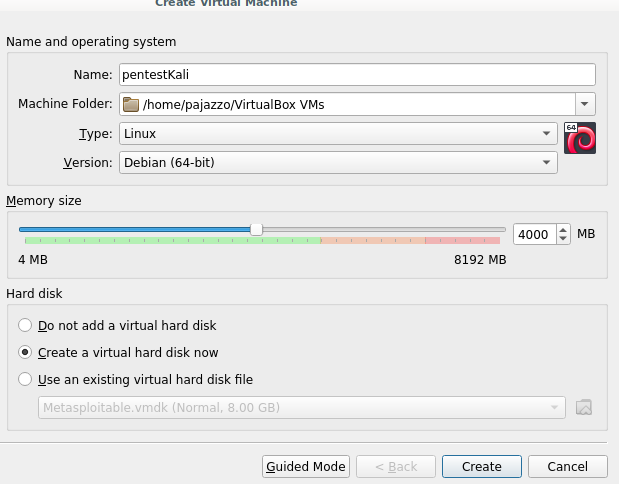 Create Virtual Machine
Name and operating system
Name: pentestKali
Machine Folder: /home/pajazzo/VirtualBox VMs
Type: Linux
64
Version: Debian (64-bit)
Memory size
4000 MB
4 MB 8192 MB
Hard disk
Do not add a virtual hard disk
Create a virtual hard disk now
Use an existing virtual hard disk file
Metasploitable.vmdk (Normal, 8.00 GB)
Guided Mode < Back Create Cancel